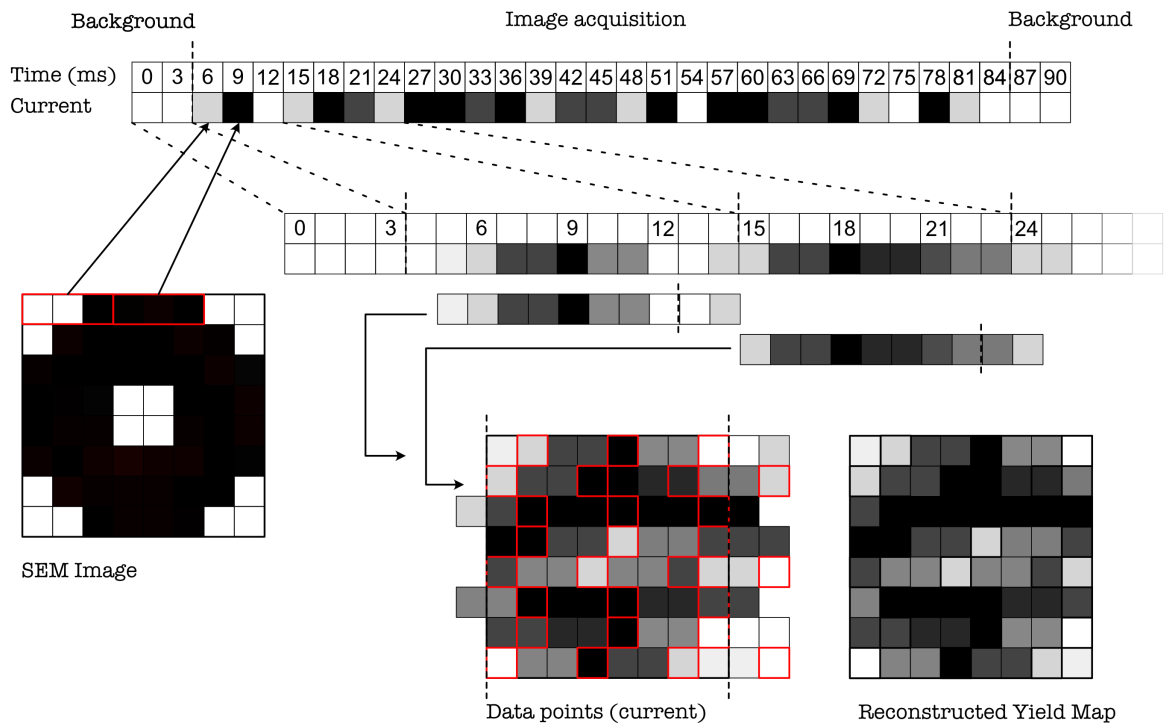 Background Image acquisition Background
Time (ms) 0 3 6 9 12 15 18 21 24 27 30 33 36 39 42 45 48 51 54 57 60 63 66 69 72 75 78 81 84 87 90
Current
0 3 6 9 12 15 18 21 24
SEM Image
Data points (current) Reconstructed Yield Map